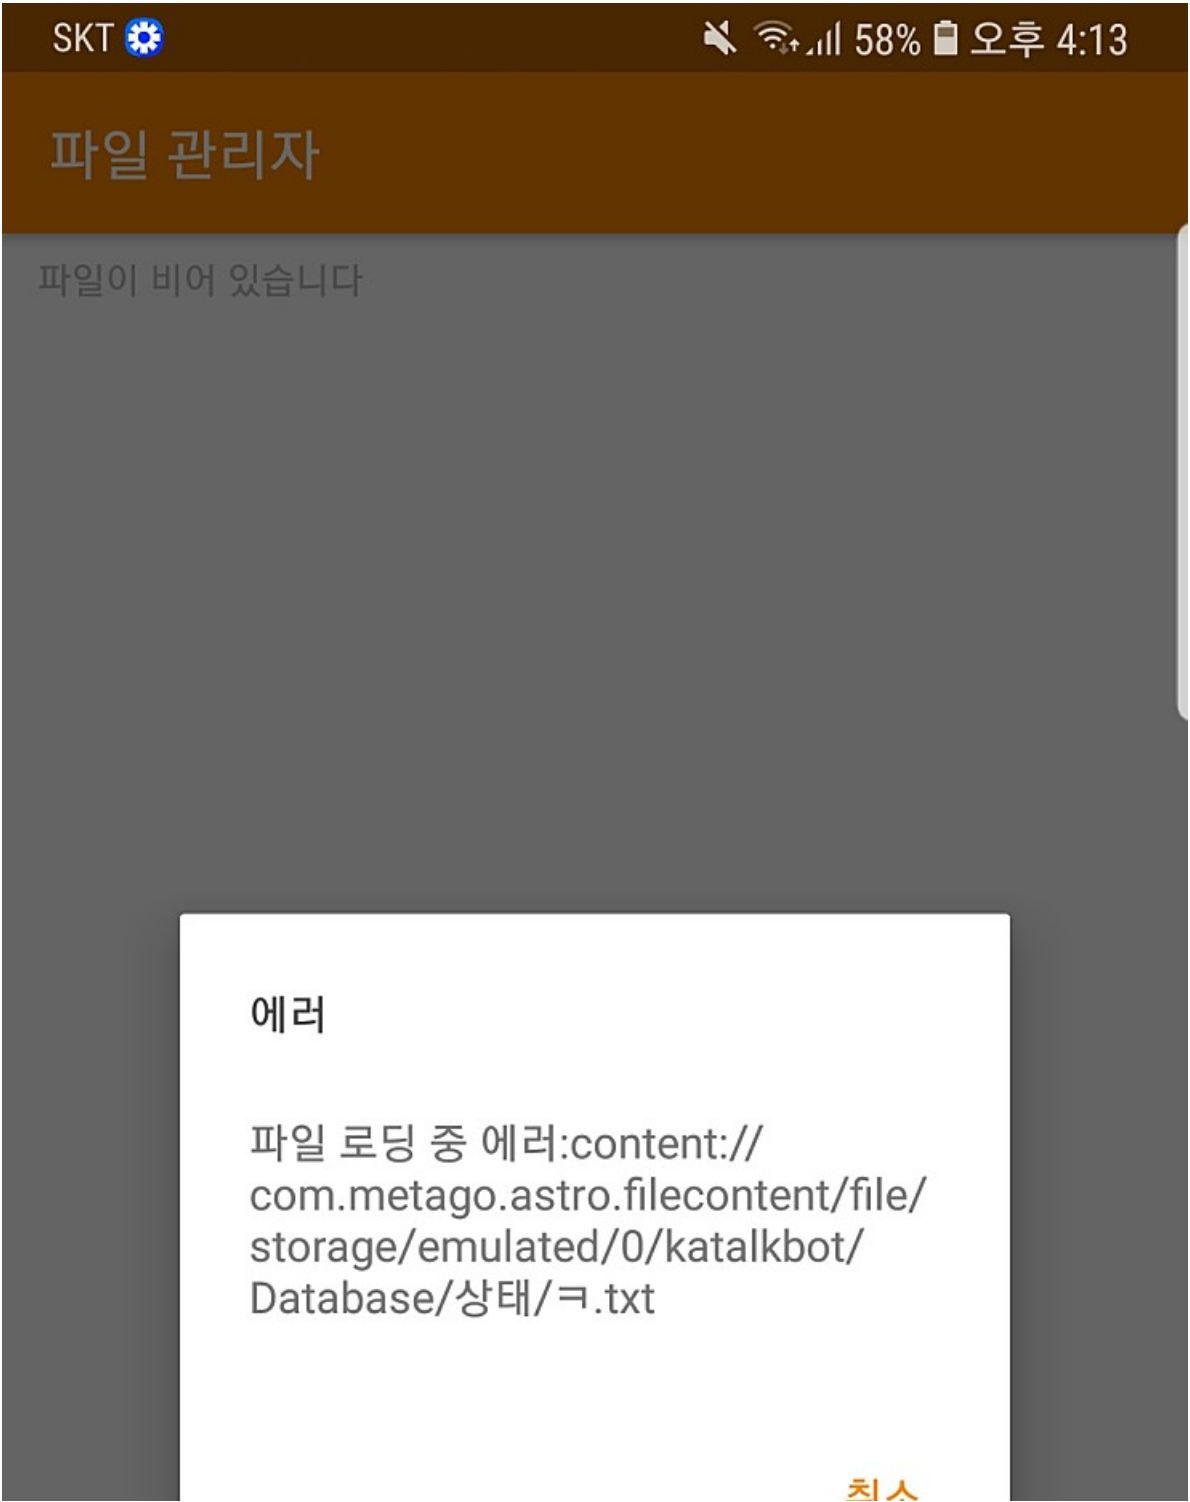 SKT 58% 오후 4:13
파일 관리자
파일이 비어 있습니다
에러
파일 로딩 중 에러:content://
com.metago.astro.filecontent/file/
storage/emulated/0/katalkbot/
Database/상태/ㅋ.txt
취소